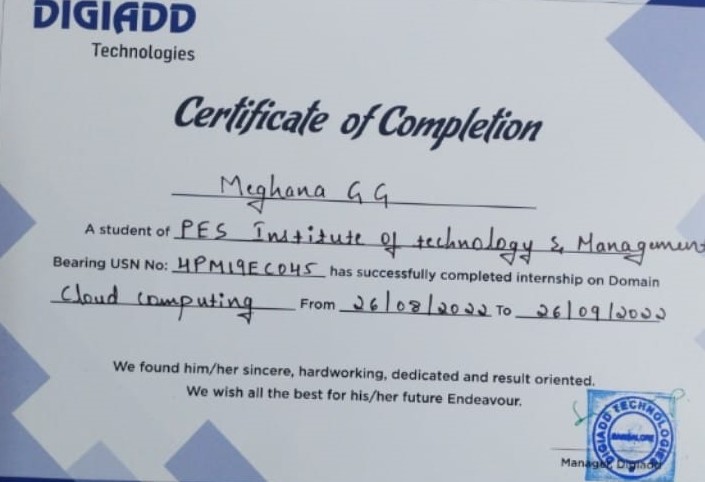 DIGIADD
Technologies
Certificate of Completion
Meghana G G
A student of PES Institute of technology & Management
Bearing USN No: 4PM19EC045 has successfully completed internship on Domain
Cloud computing From 26/08/2022 To 26/09/2022
We found him/her sincere, hardworking, dedicated and result oriented.
We wish all the best for his/her future Endeavour.
DIGIADD TECHNOLOGIES
BANGALORE
Manager, Digiadd